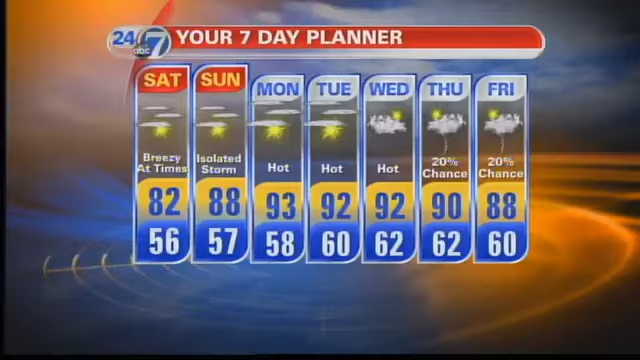 24 abc 7 YOUR 7 DAY PLANNER
SAT SUN MON TUE WED THU FRI
Breezy At Times
Isolated Storm
Hot
Hot
Hot
20% Chance
20% Chance
82 88 93 92 92 90 88
56 57 58 60 62 62 60